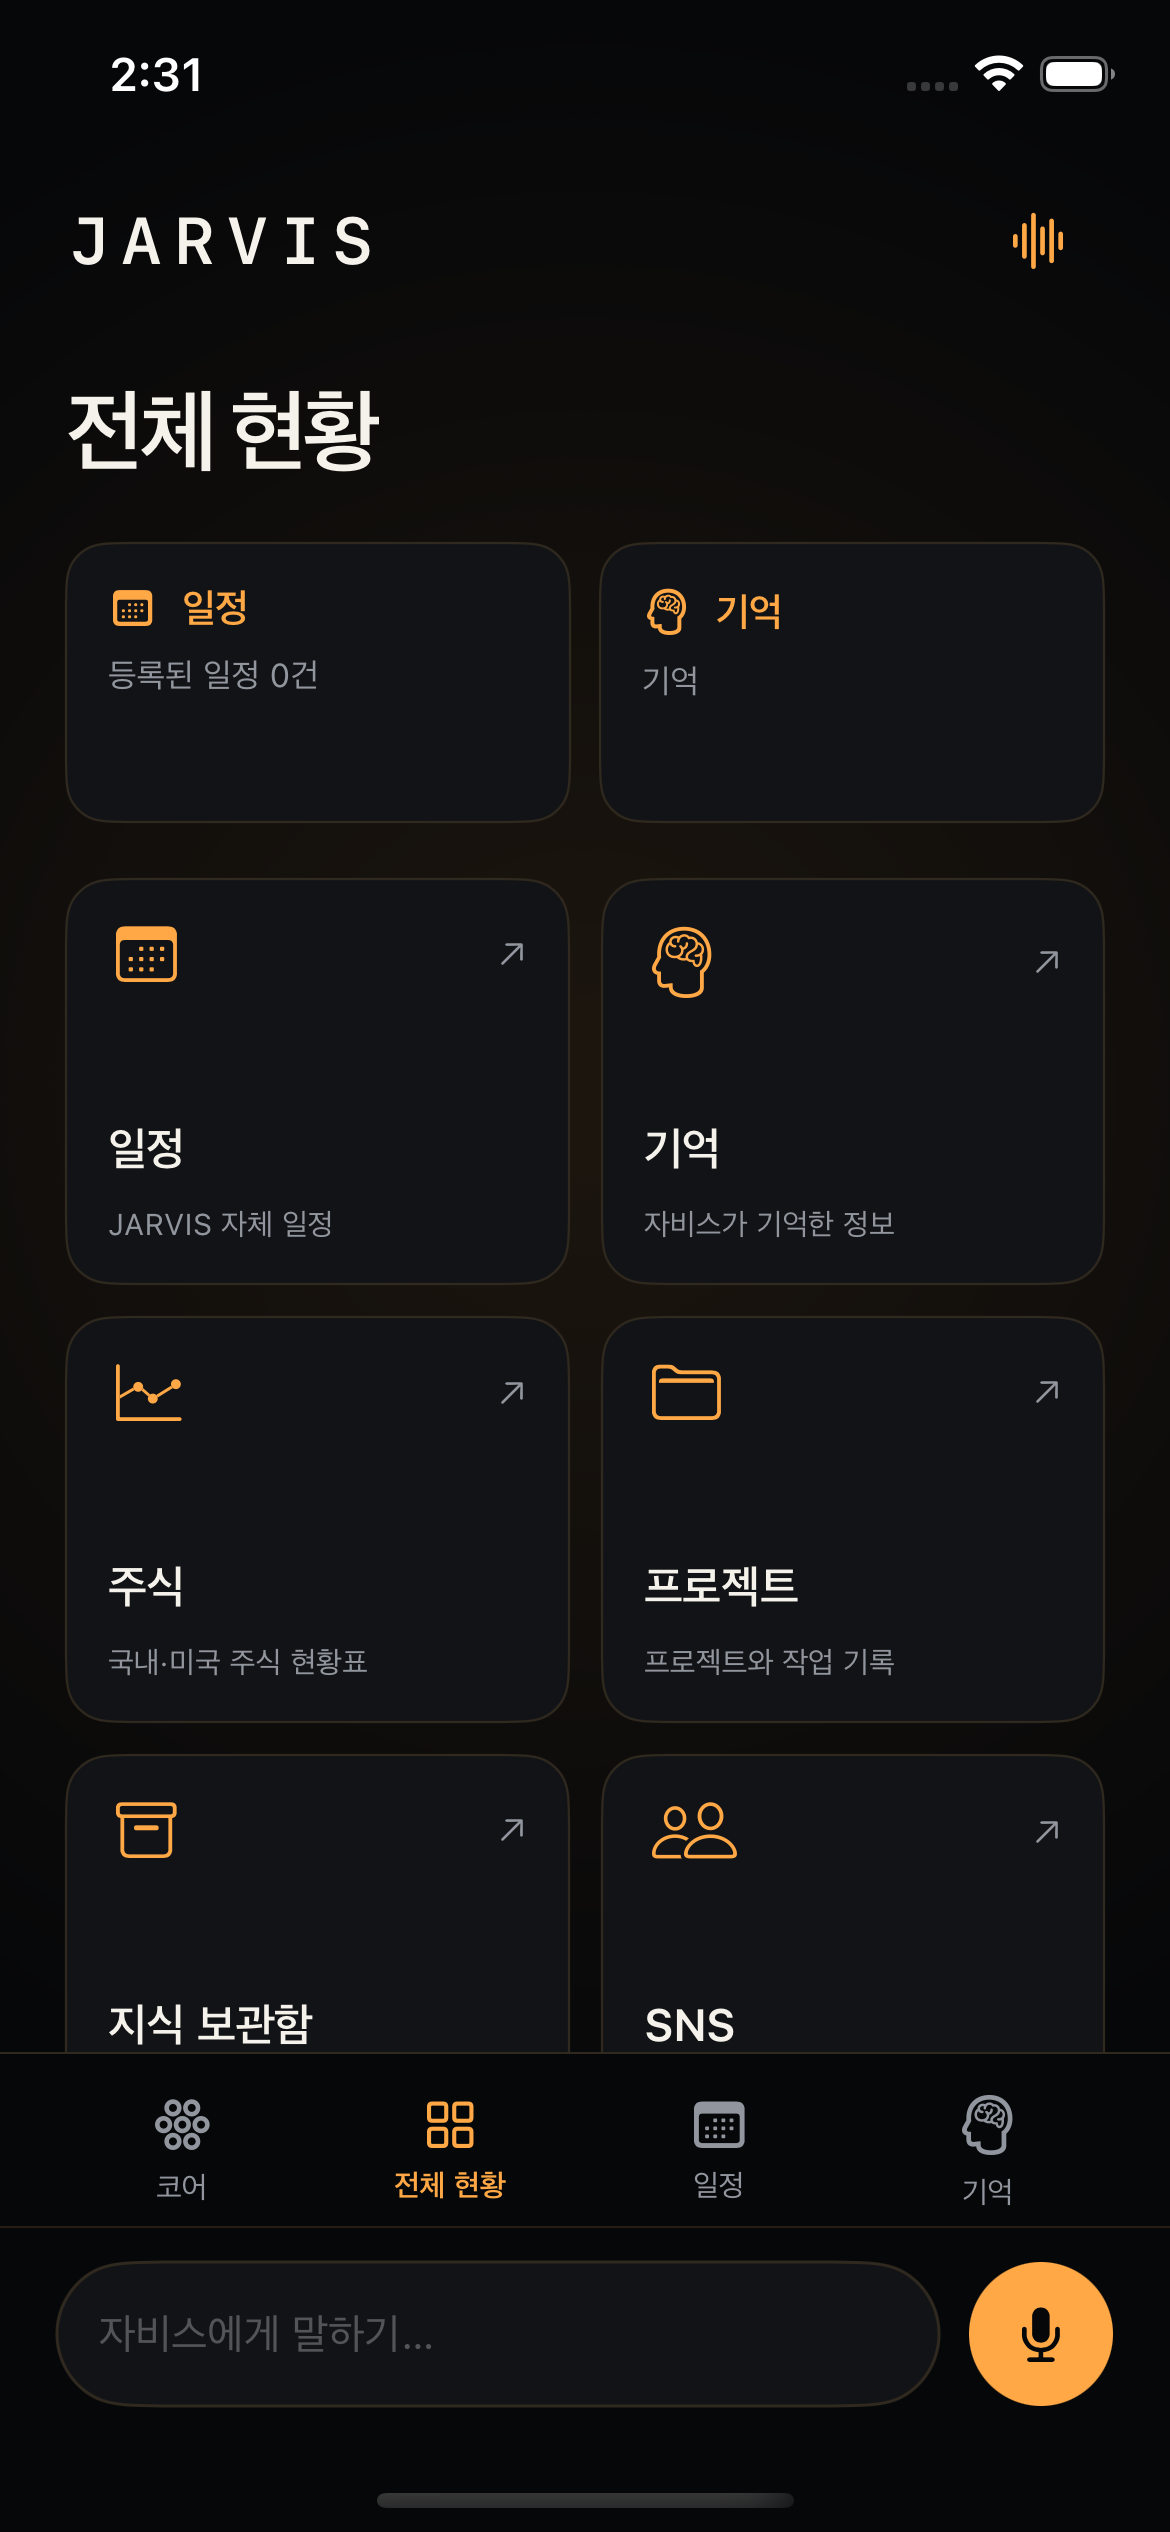 2:31
JARVIS
전체 현황
일정
등록된 일정 0건
기억
기억
일정
JARVIS 자체 일정
기억
자비스가 기억한 정보
주식
국내·미국 주식 현황표
프로젝트
프로젝트와 작업 기록
지식 보관함
SNS
코어
전체 현황
일정
기억
자비스에게 말하기...